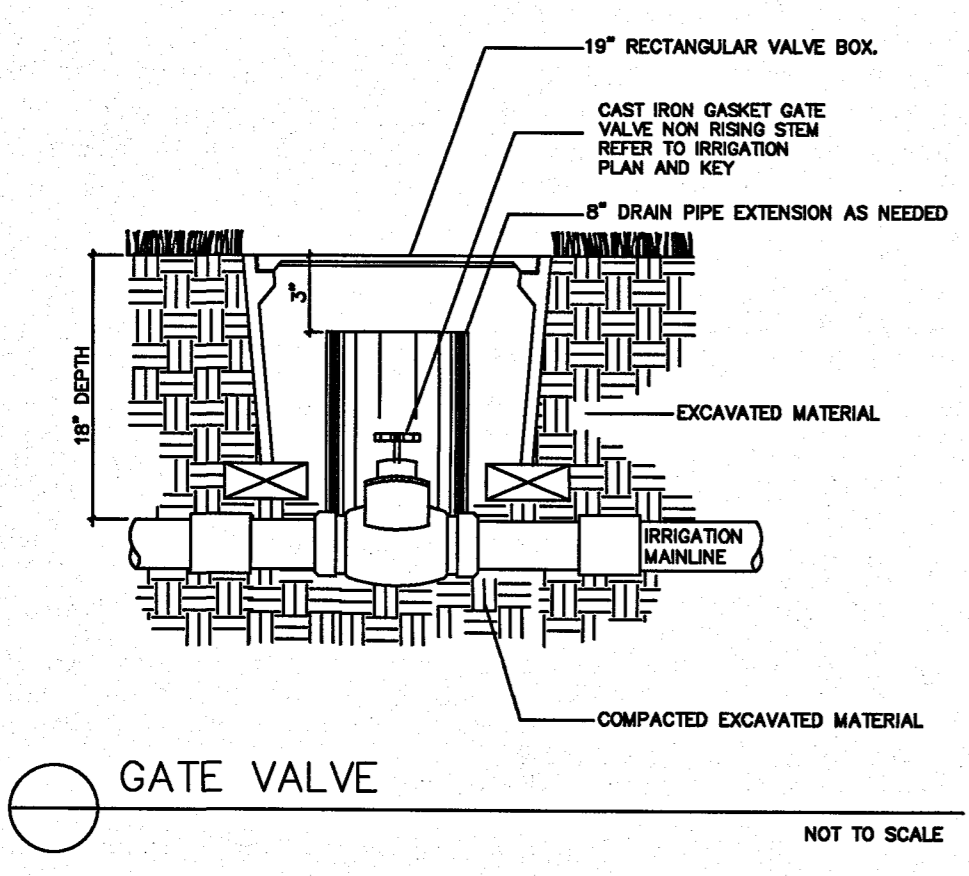 19" RECTANGULAR VALVE BOX.
CAST IRON GASKET GATE
VALVE NON RISING STEM
REFER TO IRRIGATION
PLAN AND KEY
8" DRAIN PIPE EXTENSION AS NEEDED
3"
18" DEPTH
EXCAVATED MATERIAL
IRRIGATION
MAINLINE
COMPACTED EXCAVATED MATERIAL
GATE VALVE
NOT TO SCALE